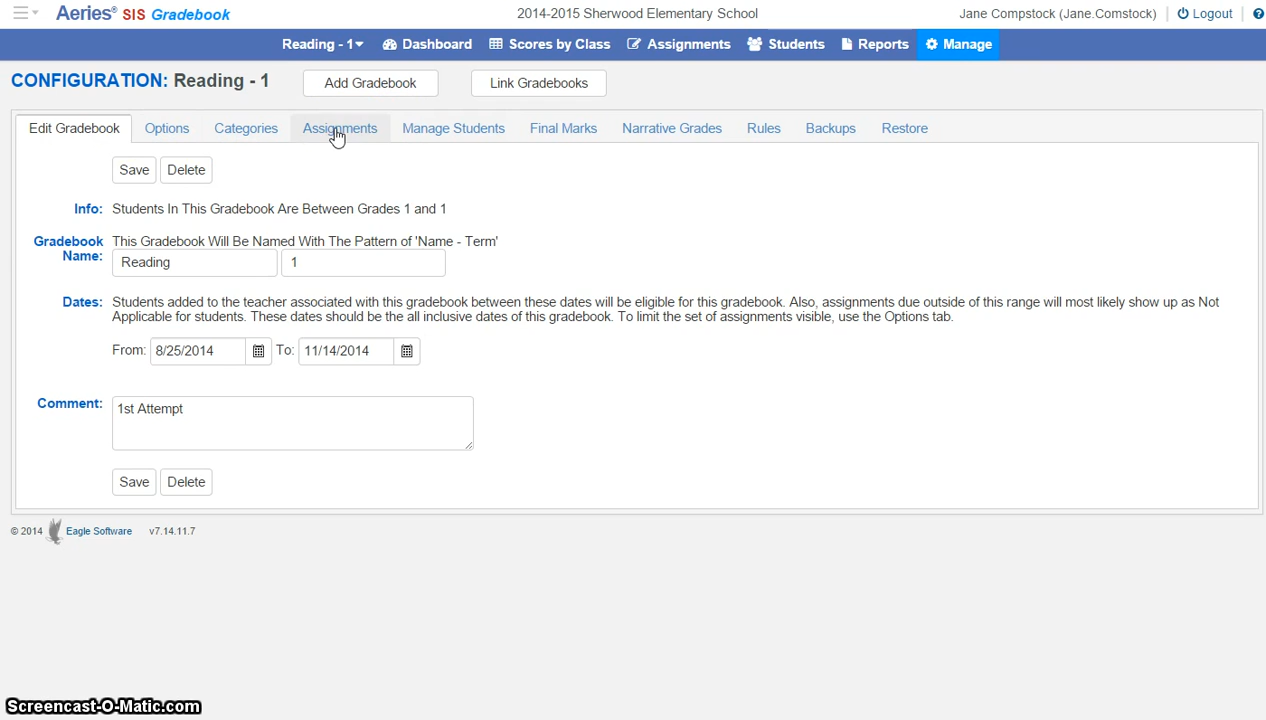 Aeries® SIS Gradebook 2014-2015 Sherwood Elementary School Jane Compstock (Jane.Comstock) Logout
Reading - 1 Dashboard Scores by Class Assignments Students Reports Manage
CONFIGURATION: Reading - 1 Add Gradebook Link Gradebooks
Edit Gradebook Options Categories Assignments Manage Students Final Marks Narrative Grades Rules Backups Restore
Save Delete
Info: Students In This Gradebook Are Between Grades 1 and 1
Gradebook Name: This Gradebook Will Be Named With The Pattern of 'Name - Term'
Reading 1
Dates: Students added to the teacher associated with this gradebook between these dates will be eligible for this gradebook. Also, assignments due outside of this range will most likely show up as Not
Applicable for students. These dates should be the all inclusive dates of this gradebook. To limit the set of assignments visible, use the Options tab.
From: 8/25/2014 To: 11/14/2014
Comment: 1st Attempt
Save Delete
© 2014 Eagle Software v7.14.11.7
Screencast-O-Matic.com